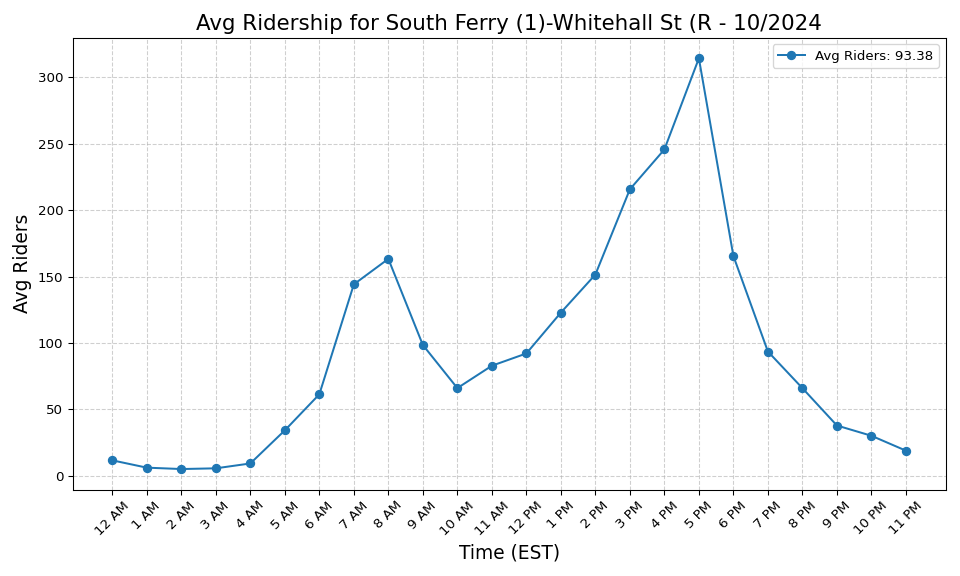 Avg Ridership for South Ferry (1)-Whitehall St (R - 10/2024
Avg Riders: 93.38
Avg Riders
300
250
200
150
100
50
0
12 AM 1 AM 2 AM 3 AM 4 AM 5 AM 6 AM 7 AM 8 AM 9 AM 10 AM 11 AM 12 PM 1 PM 2 PM 3 PM 4 PM 5 PM 6 PM 7 PM 8 PM 9 PM 10 PM 11 PM
Time (EST)